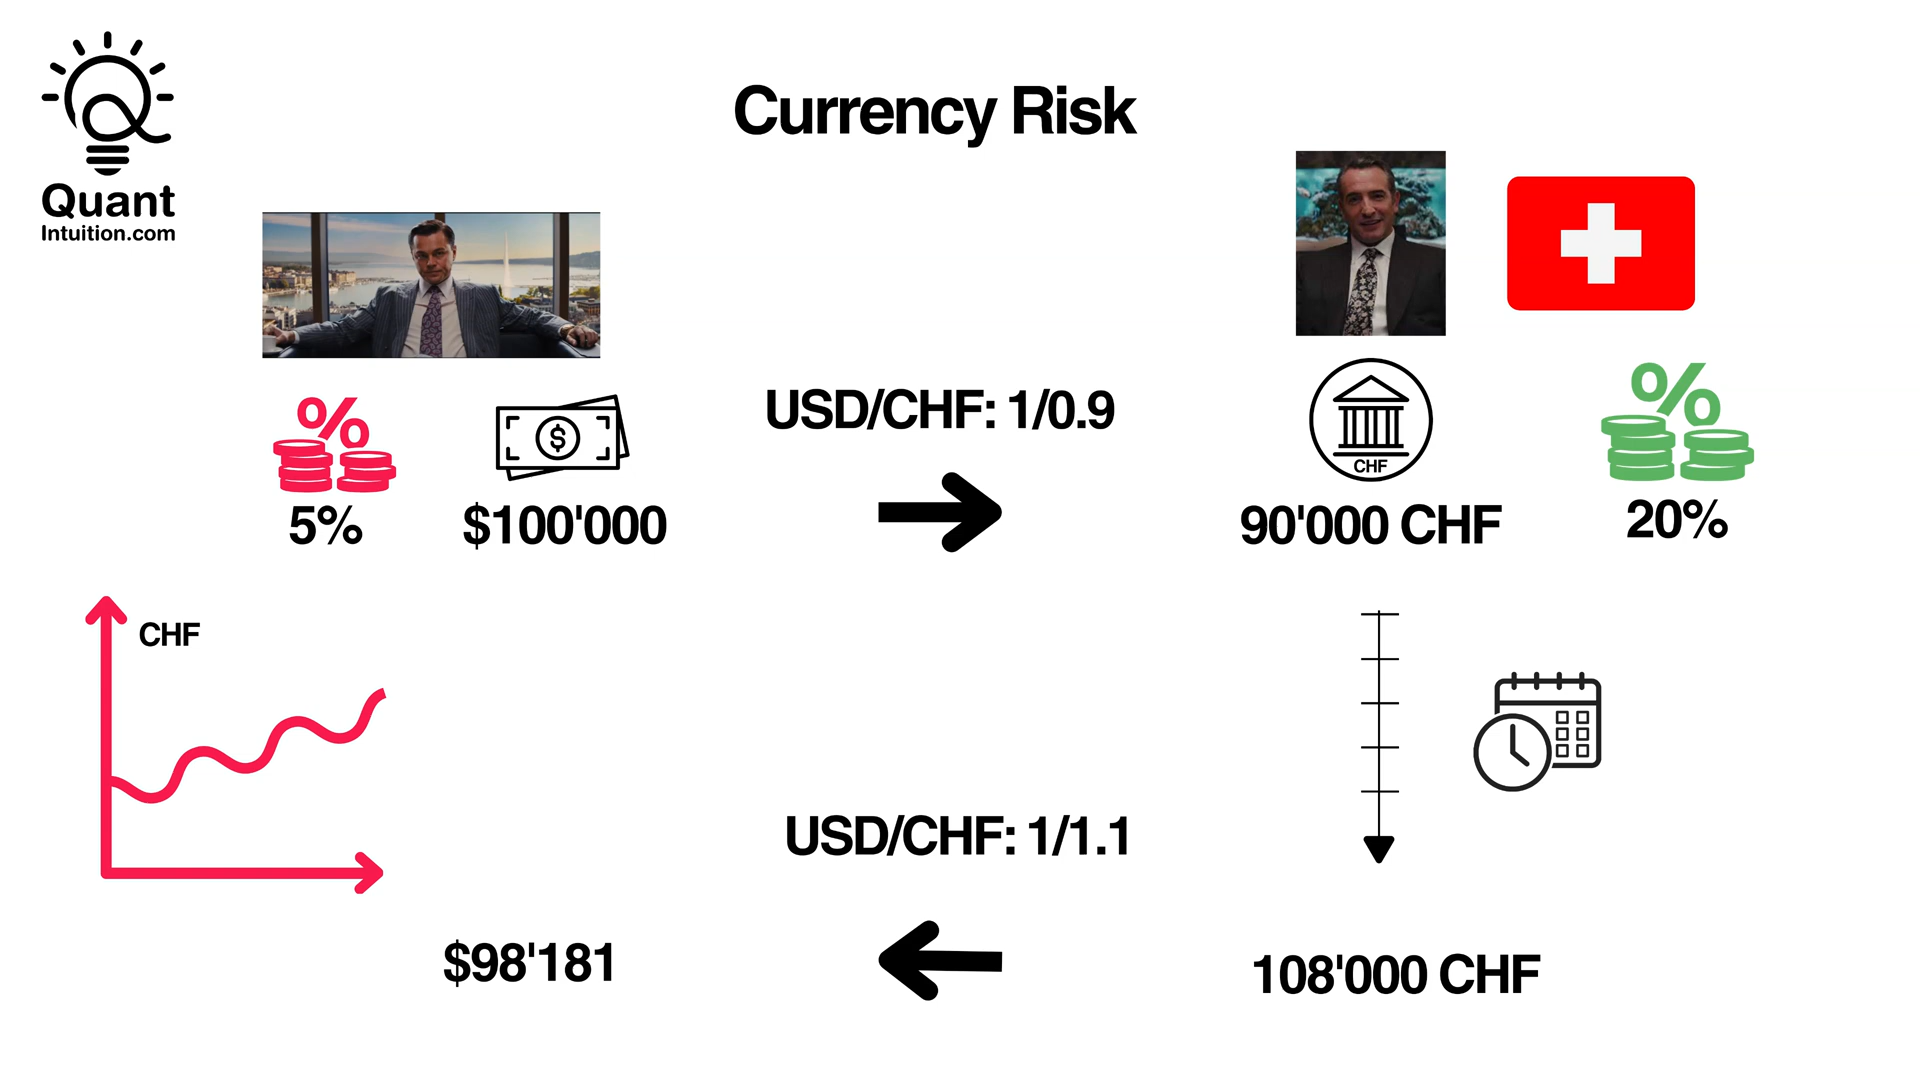 Quant
Intuition.com
Currency Risk
USD/CHF: 1/0.9
%
$
CHF
%
5%
$100'000
90'000 CHF
20%
CHF
USD/CHF: 1/1.1
$98'181
108'000 CHF